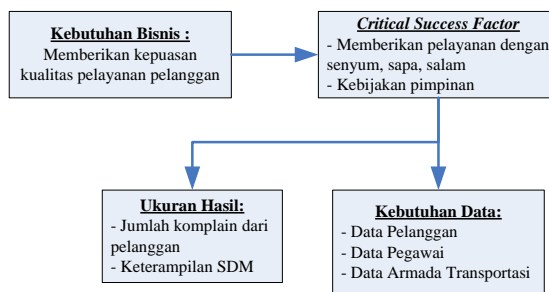 Kebutuhan Bisnis :
Memberikan kepuasan
kualitas pelayanan pelanggan
Critical Success Factor
- Memberikan pelayanan dengan
senyum, sapa, salam
- Kebijakan pimpinan
Ukuran Hasil:
- Jumlah komplain dari
pelanggan
- Keterampilan SDM
Kebutuhan Data:
- Data Pelanggan
- Data Pegawai
- Data Armada Transportasi